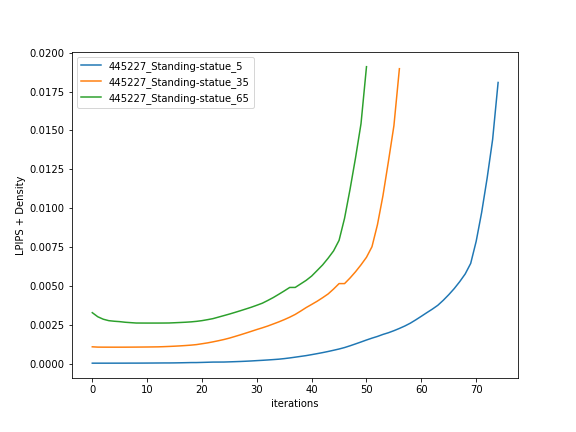 0.0200
0.0175
0.0150
0.0125
0.0100
0.0075
0.0050
0.0025
0.0000
LPIPS + Density
445227_Standing-statue_5
445227_Standing-statue_35
445227_Standing-statue_65
0 10 20 30 40 50 60 70
iterations